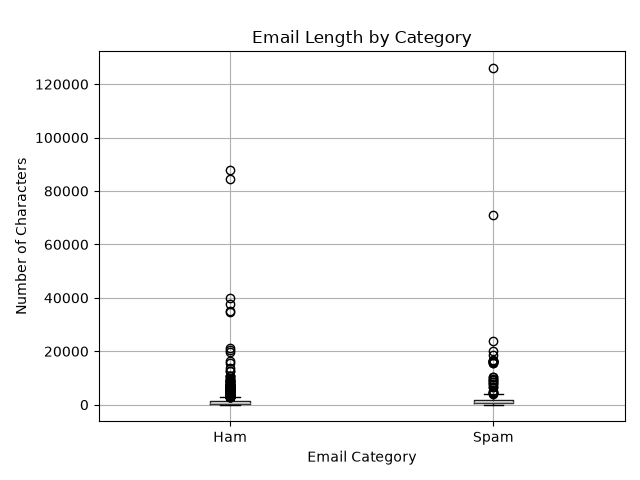 Email Length by Category
120000
100000
80000
60000
40000
20000
0
Number of Characters
Ham
Spam
Email Category